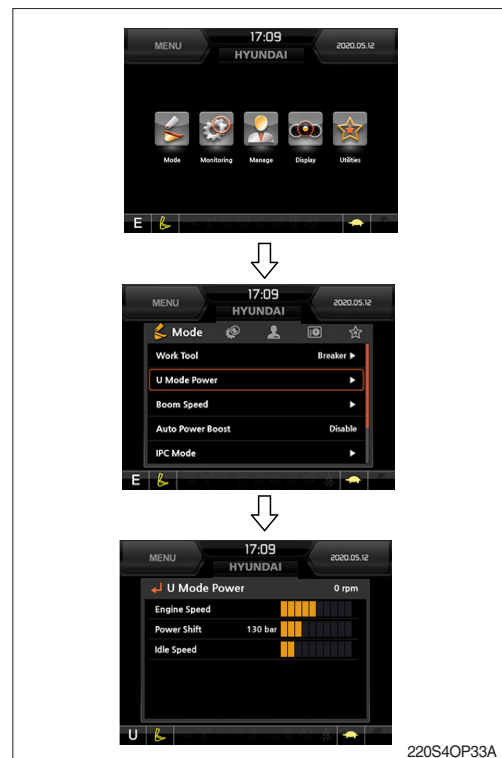 MENU 17:09 2020.05.12
HYUNDAI
Mode Monitoring Manage Display Utilities
E
MENU 17:09 2020.05.12
HYUNDAI
Mode
Work Tool Breaker ▶
U Mode Power ▶
Boom Speed ▶
Auto Power Boost Disable
IPC Mode ▶
E
MENU 17:09 2020.05.12
HYUNDAI
U Mode Power 0 rpm
Engine Speed
Power Shift 130 bar
Idle Speed
U
220S4OP33A